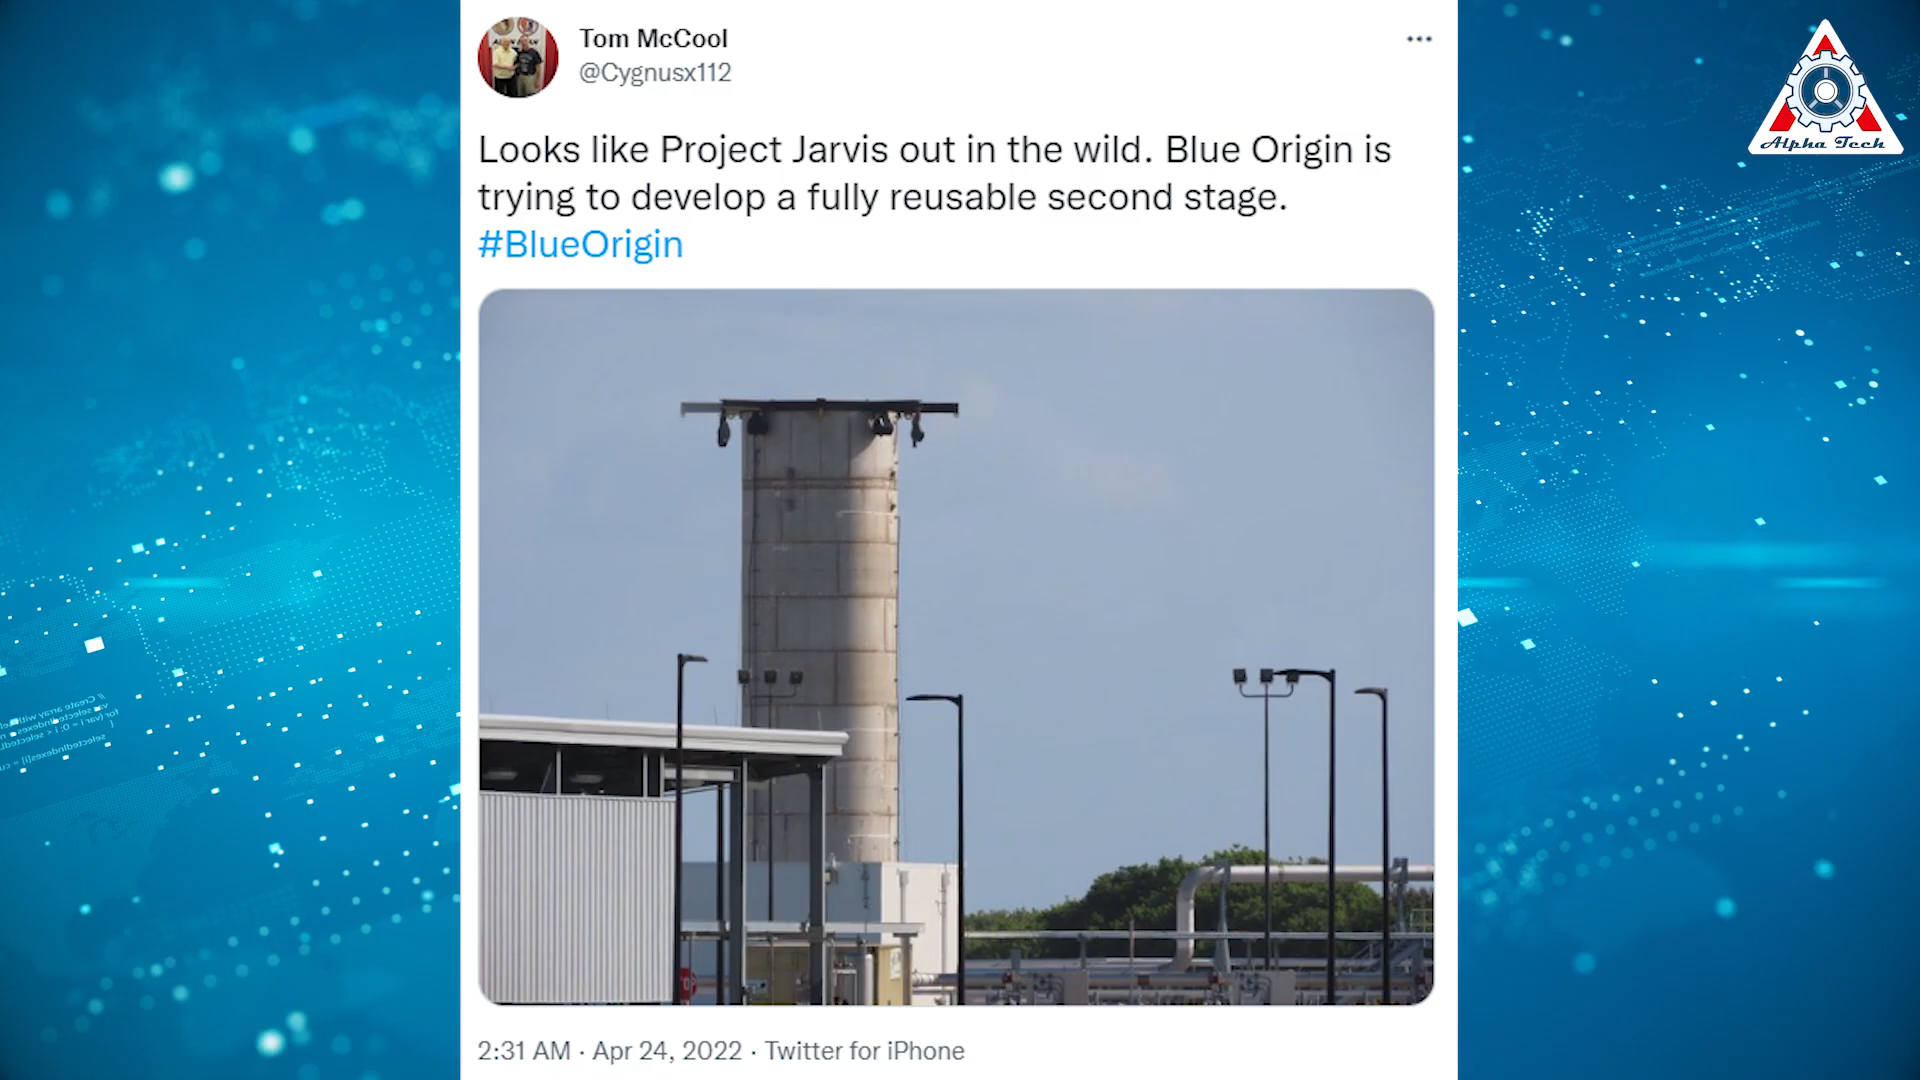 Tom McCool
@Cygnusx112
Looks like Project Jarvis out in the wild. Blue Origin is
trying to develop a fully reusable second stage.
#BlueOrigin
2:31 AM · Apr 24, 2022 · Twitter for iPhone
Alpha Tech